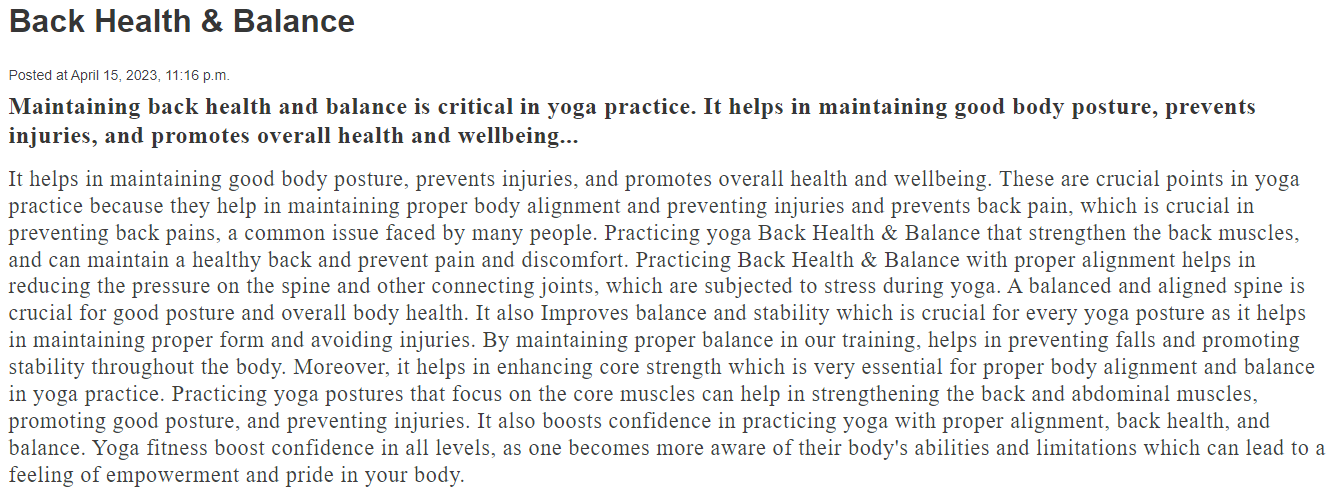 Back Health & Balance
Posted at April 15, 2023, 11:16 p.m.
Maintaining back health and balance is critical in yoga practice. It helps in maintaining good body posture, prevents
injuries, and promotes overall health and wellbeing...
It helps in maintaining good body posture, prevents injuries, and promotes overall health and wellbeing. These are crucial points in yoga
practice because they help in maintaining proper body alignment and preventing injuries and prevents back pain, which is crucial in
preventing back pains, a common issue faced by many people. Practicing yoga Back Health & Balance that strengthen the back muscles,
and can maintain a healthy back and prevent pain and discomfort. Practicing Back Health & Balance with proper alignment helps in
reducing the pressure on the spine and other connecting joints, which are subjected to stress during yoga. A balanced and aligned spine is
crucial for good posture and overall body health. It also Improves balance and stability which is crucial for every yoga posture as it helps
in maintaining proper form and avoiding injuries. By maintaining proper balance in our training, helps in preventing falls and promoting
stability throughout the body. Moreover, it helps in enhancing core strength which is very essential for proper body alignment and balance
in yoga practice. Practicing yoga postures that focus on the core muscles can help in strengthening the back and abdominal muscles,
promoting good posture, and preventing injuries. It also boosts confidence in practicing yoga with proper alignment, back health, and
balance. Yoga fitness boost confidence in all levels, as one becomes more aware of their body's abilities and limitations which can lead to a
feeling of empowerment and pride in your body.